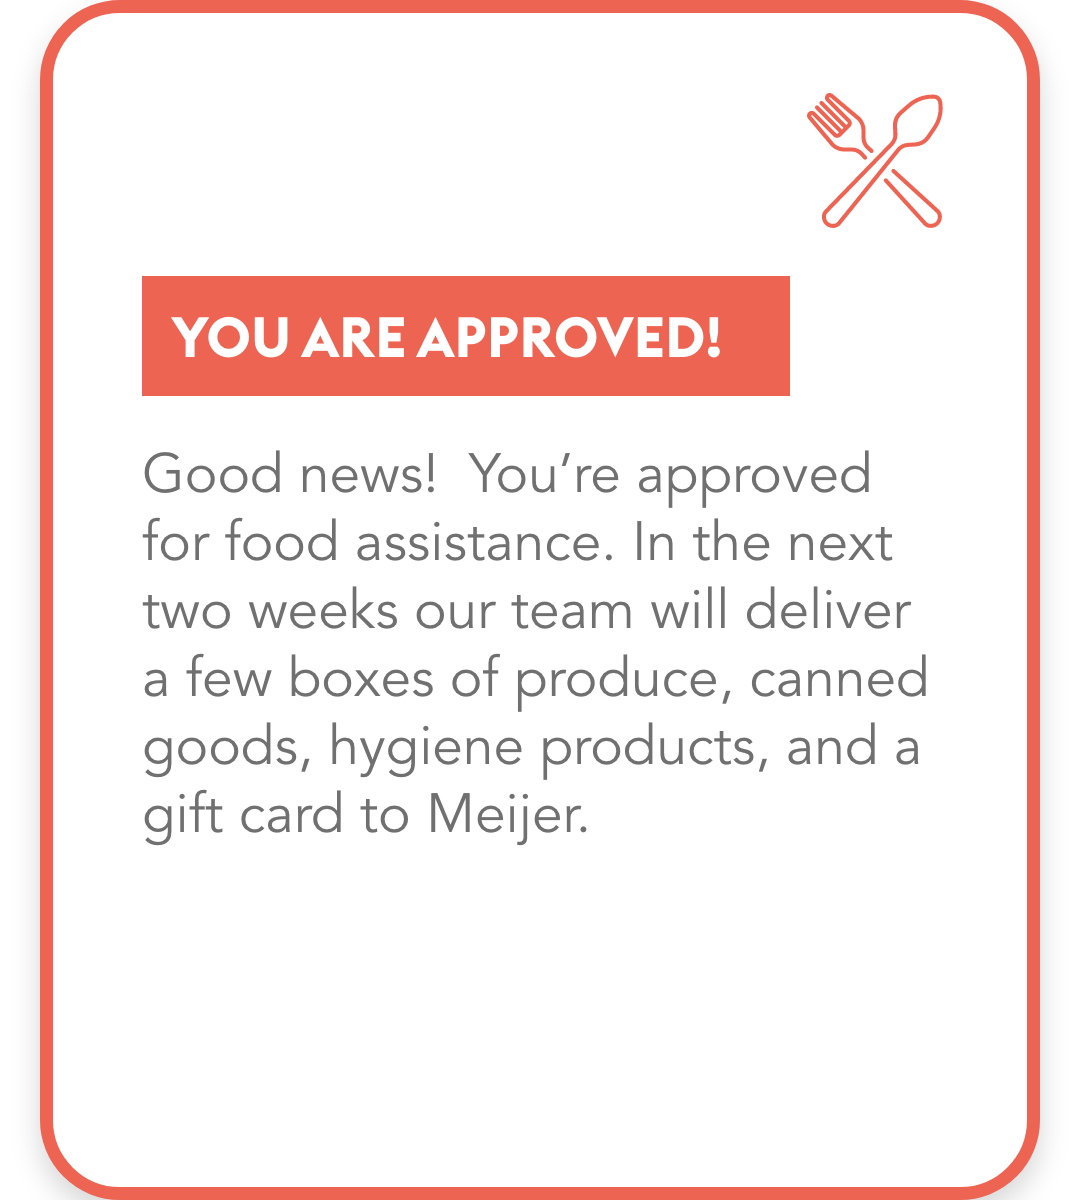 YOU ARE APPROVED!
Good news!  You’re approved
for food assistance. In the next
two weeks our team will deliver
a few boxes of produce, canned
goods, hygiene products, and a
gift card to Meijer.